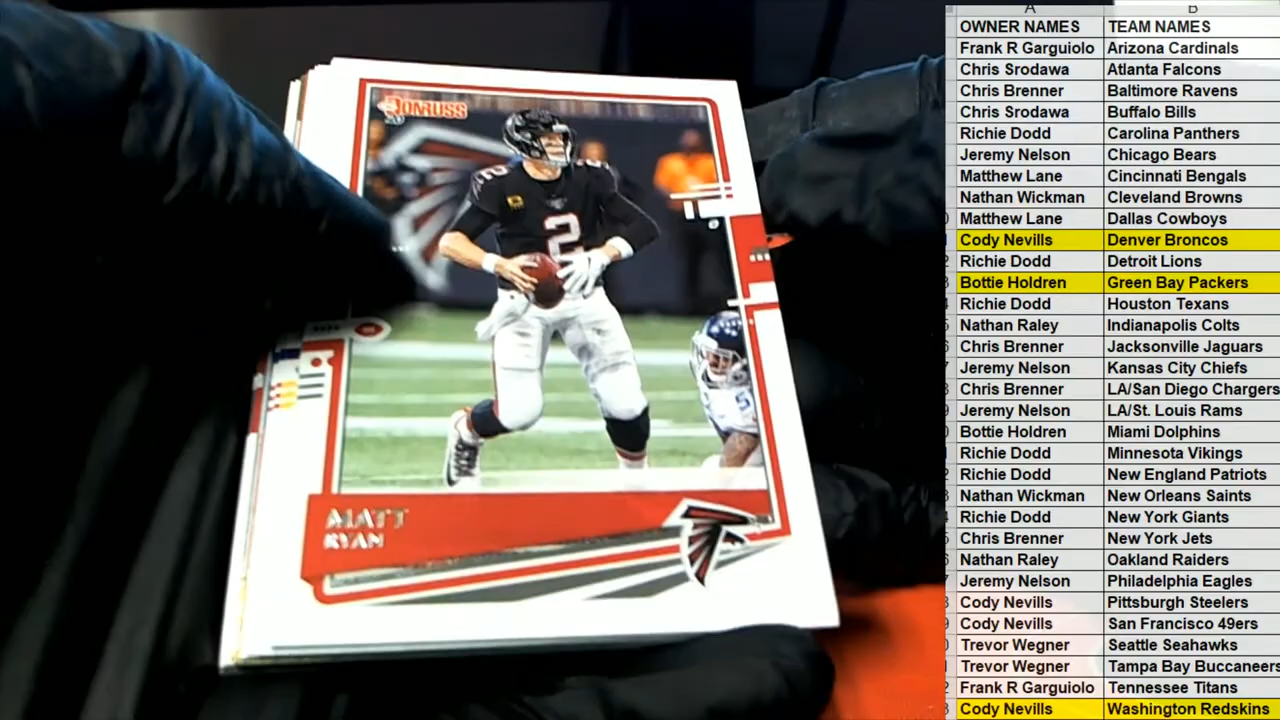 DONRUSS
2
MATT
RYAN
A B
OWNER NAMES TEAM NAMES
Frank R Garguiolo Arizona Cardinals
Chris Srodawa Atlanta Falcons
Chris Brenner Baltimore Ravens
Chris Srodawa Buffalo Bills
Richie Dodd Carolina Panthers
Jeremy Nelson Chicago Bears
Matthew Lane Cincinnati Bengals
Nathan Wickman Cleveland Browns
Matthew Lane Dallas Cowboys
Cody Nevills Denver Broncos
Richie Dodd Detroit Lions
Bottie Holdren Green Bay Packers
Richie Dodd Houston Texans
Nathan Raley Indianapolis Colts
Chris Brenner Jacksonville Jaguars
Jeremy Nelson Kansas City Chiefs
Chris Brenner LA/San Diego Chargers
Jeremy Nelson LA/St. Louis Rams
Bottie Holdren Miami Dolphins
Richie Dodd Minnesota Vikings
Richie Dodd New England Patriots
Nathan Wickman New Orleans Saints
Richie Dodd New York Giants
Chris Brenner New York Jets
Nathan Raley Oakland Raiders
Jeremy Nelson Philadelphia Eagles
Cody Nevills Pittsburgh Steelers
Cody Nevills San Francisco 49ers
Trevor Wegner Seattle Seahawks
Trevor Wegner Tampa Bay Buccaneers
Frank R Garguiolo Tennessee Titans
Cody Nevills Washington Redskins